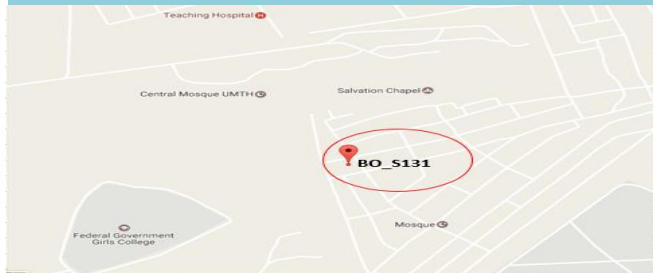 Teaching Hospital
Central Mosque UMTH
Salvation Chapel
BO_S131
Mosque
Federal Government
Girls College